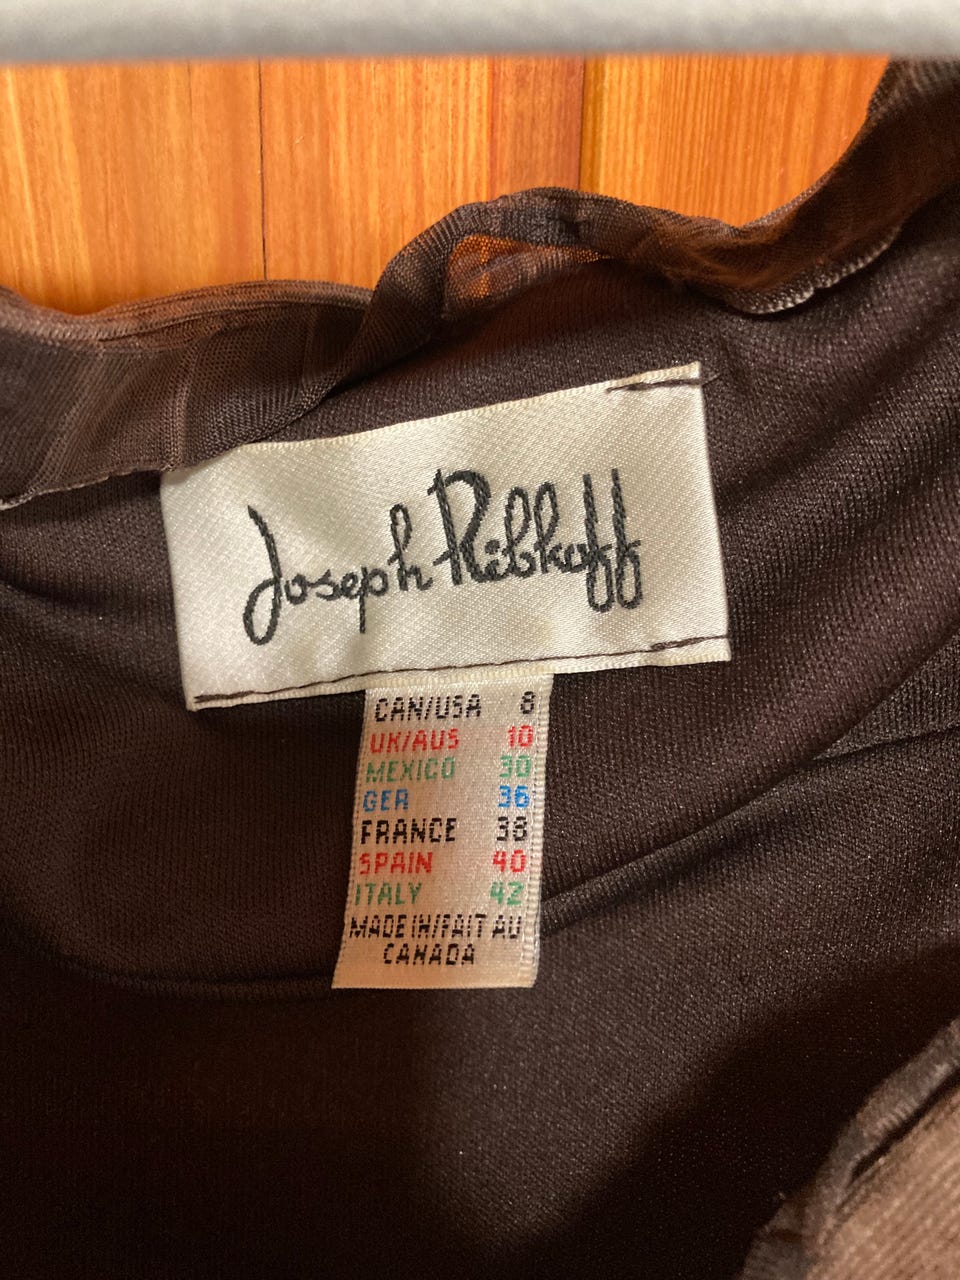 Joseph Ribkoff
CAN/USA 8
UK/AUS 10
MEXICO 30
GER 36
FRANCE 38
SPAIN 40
ITALY 42
MADE IN/FAIT AU
CANADA